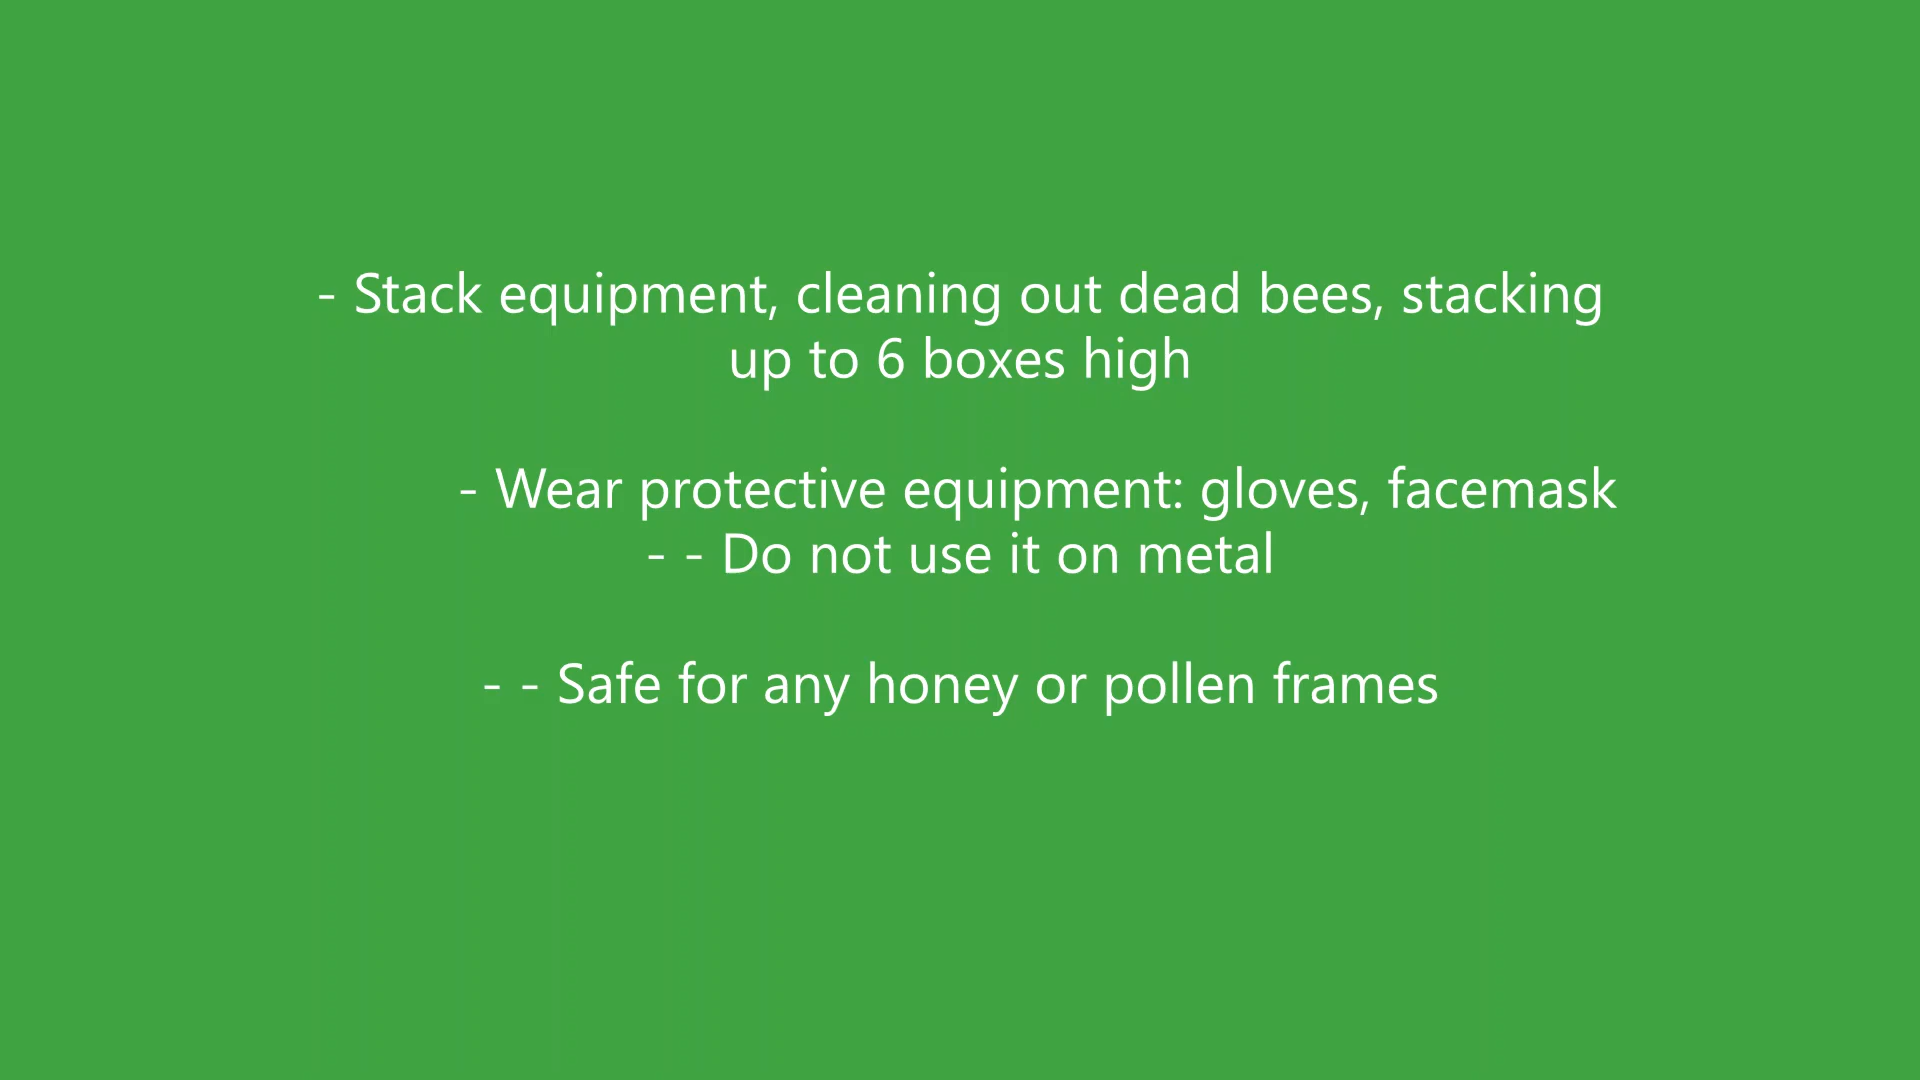 - Stack equipment, cleaning out dead bees, stacking
up to 6 boxes high
- Wear protective equipment: gloves, facemask
- - Do not use it on metal
- - Safe for any honey or pollen frames